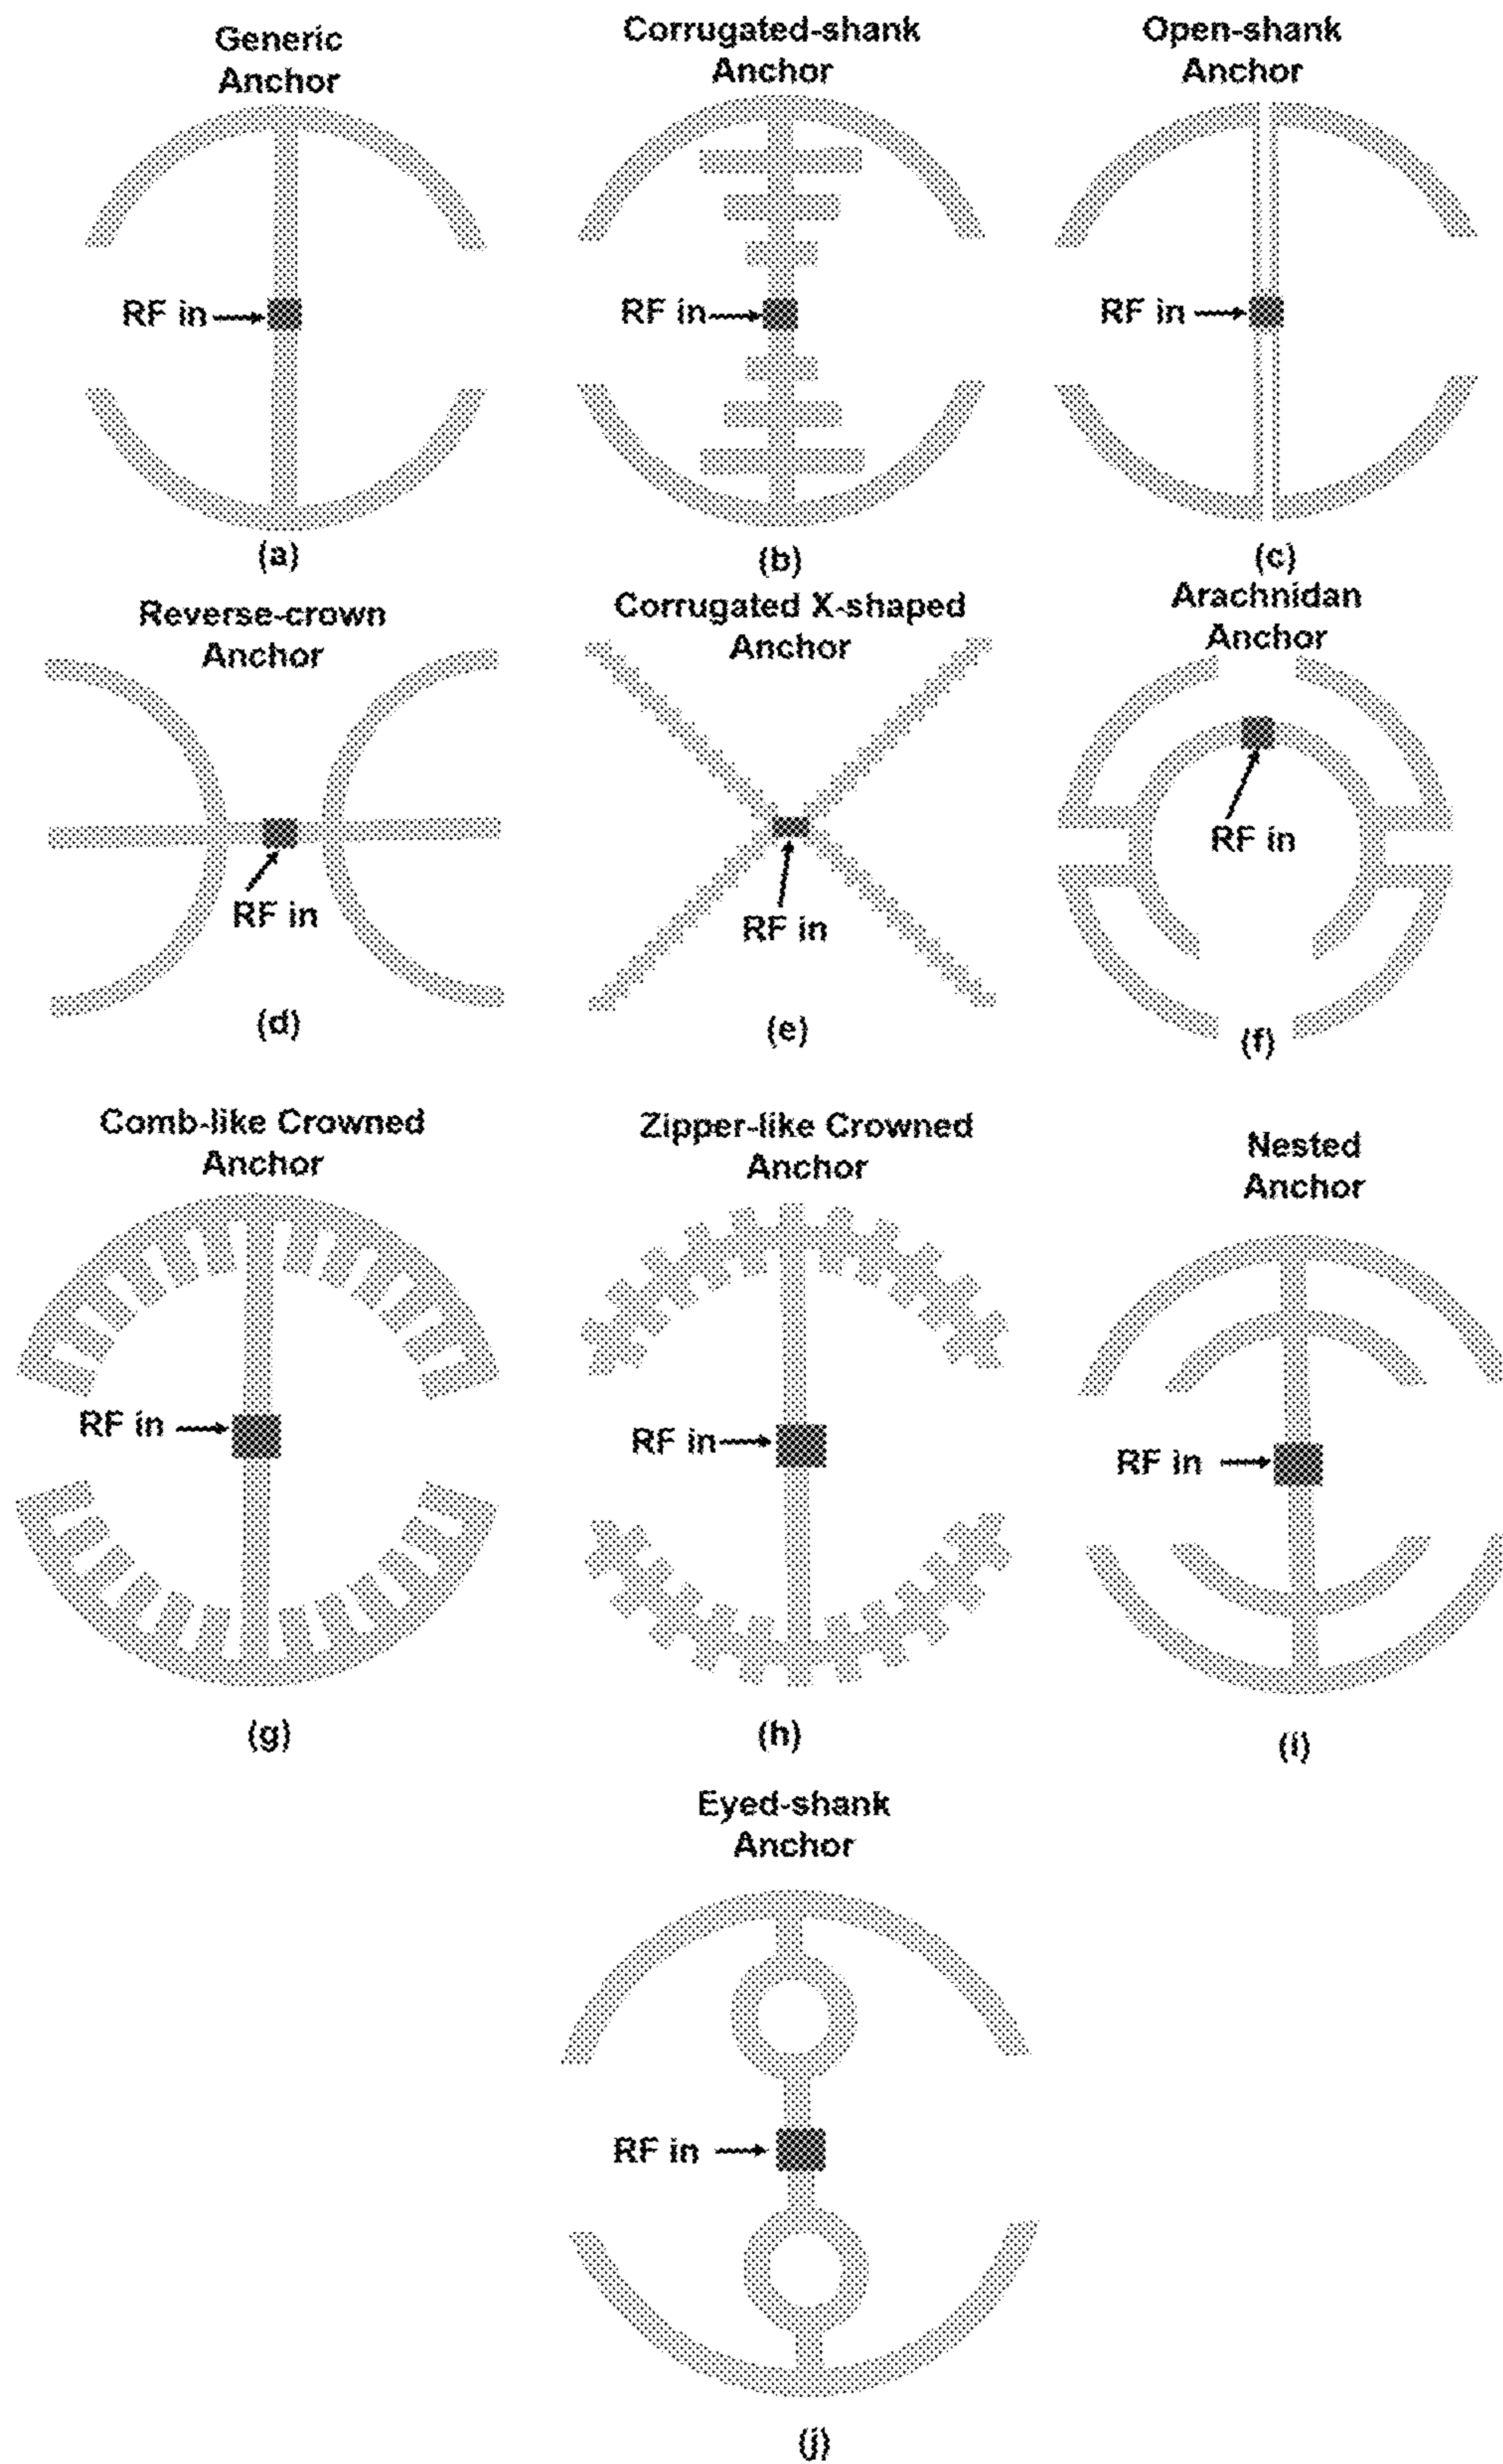 Generic
Anchor
Corrugated-shank
Anchor
Open-shank
Anchor
RF in
RF in
RF in
(a)
(b)
(c)
Reverse-crown
Anchor
Corrugated X-shaped
Anchor
Arachnidan
Anchor
RF in
RF in
RF in
(d)
(e)
(f)
Comb-like Crowned
Anchor
Zipper-like Crowned
Anchor
Nested
Anchor
RF in
RF in
RF in
(g)
(h)
(i)
Eyed-shank
Anchor
RF in
(j)